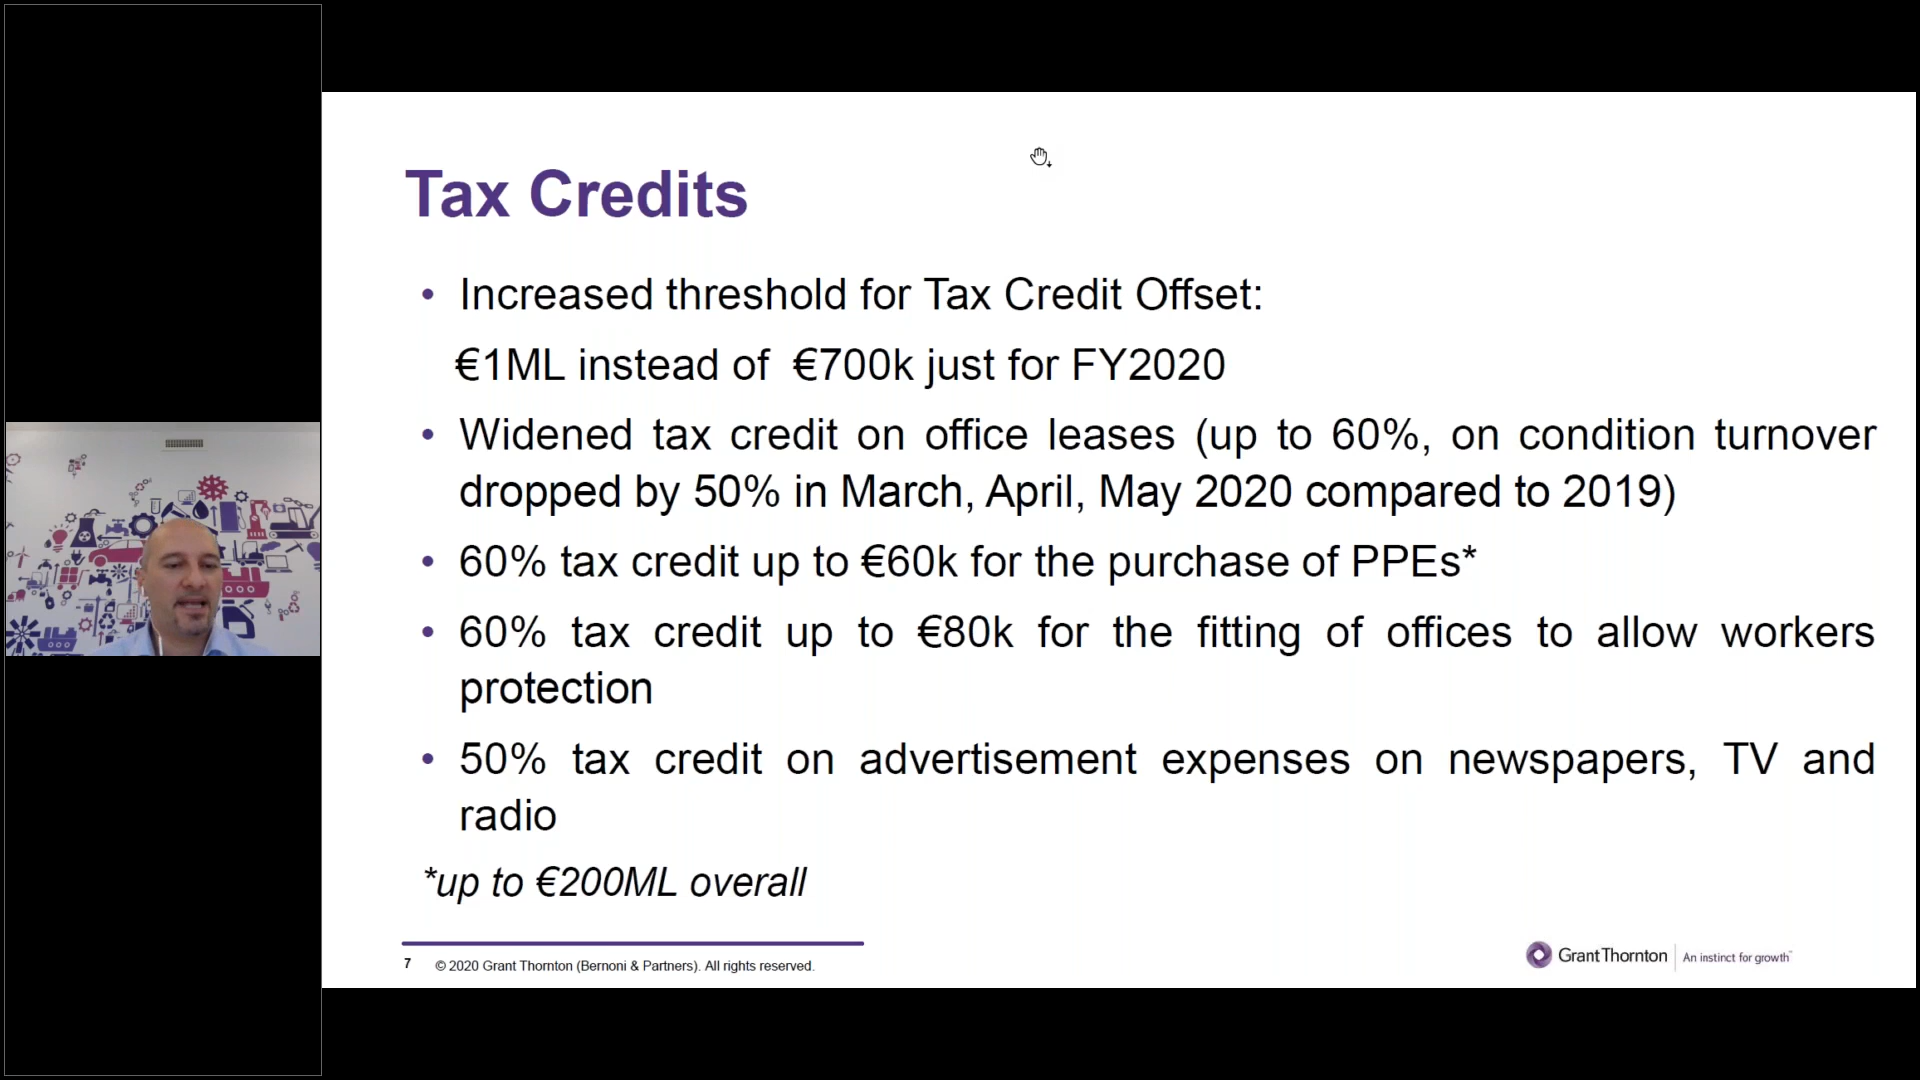 Tax Credits
• Increased threshold for Tax Credit Offset:
€1ML instead of €700k just for FY2020
• Widened tax credit on office leases (up to 60%, on condition turnover
dropped by 50% in March, April, May 2020 compared to 2019)
• 60% tax credit up to €60k for the purchase of PPEs*
• 60% tax credit up to €80k for the fitting of offices to allow workers
protection
• 50% tax credit on advertisement expenses on newspapers, TV and
radio
*up to €200ML overall
7 © 2020 Grant Thornton (Bernoni & Partners). All rights reserved.
Grant Thornton | An instinct for growth™